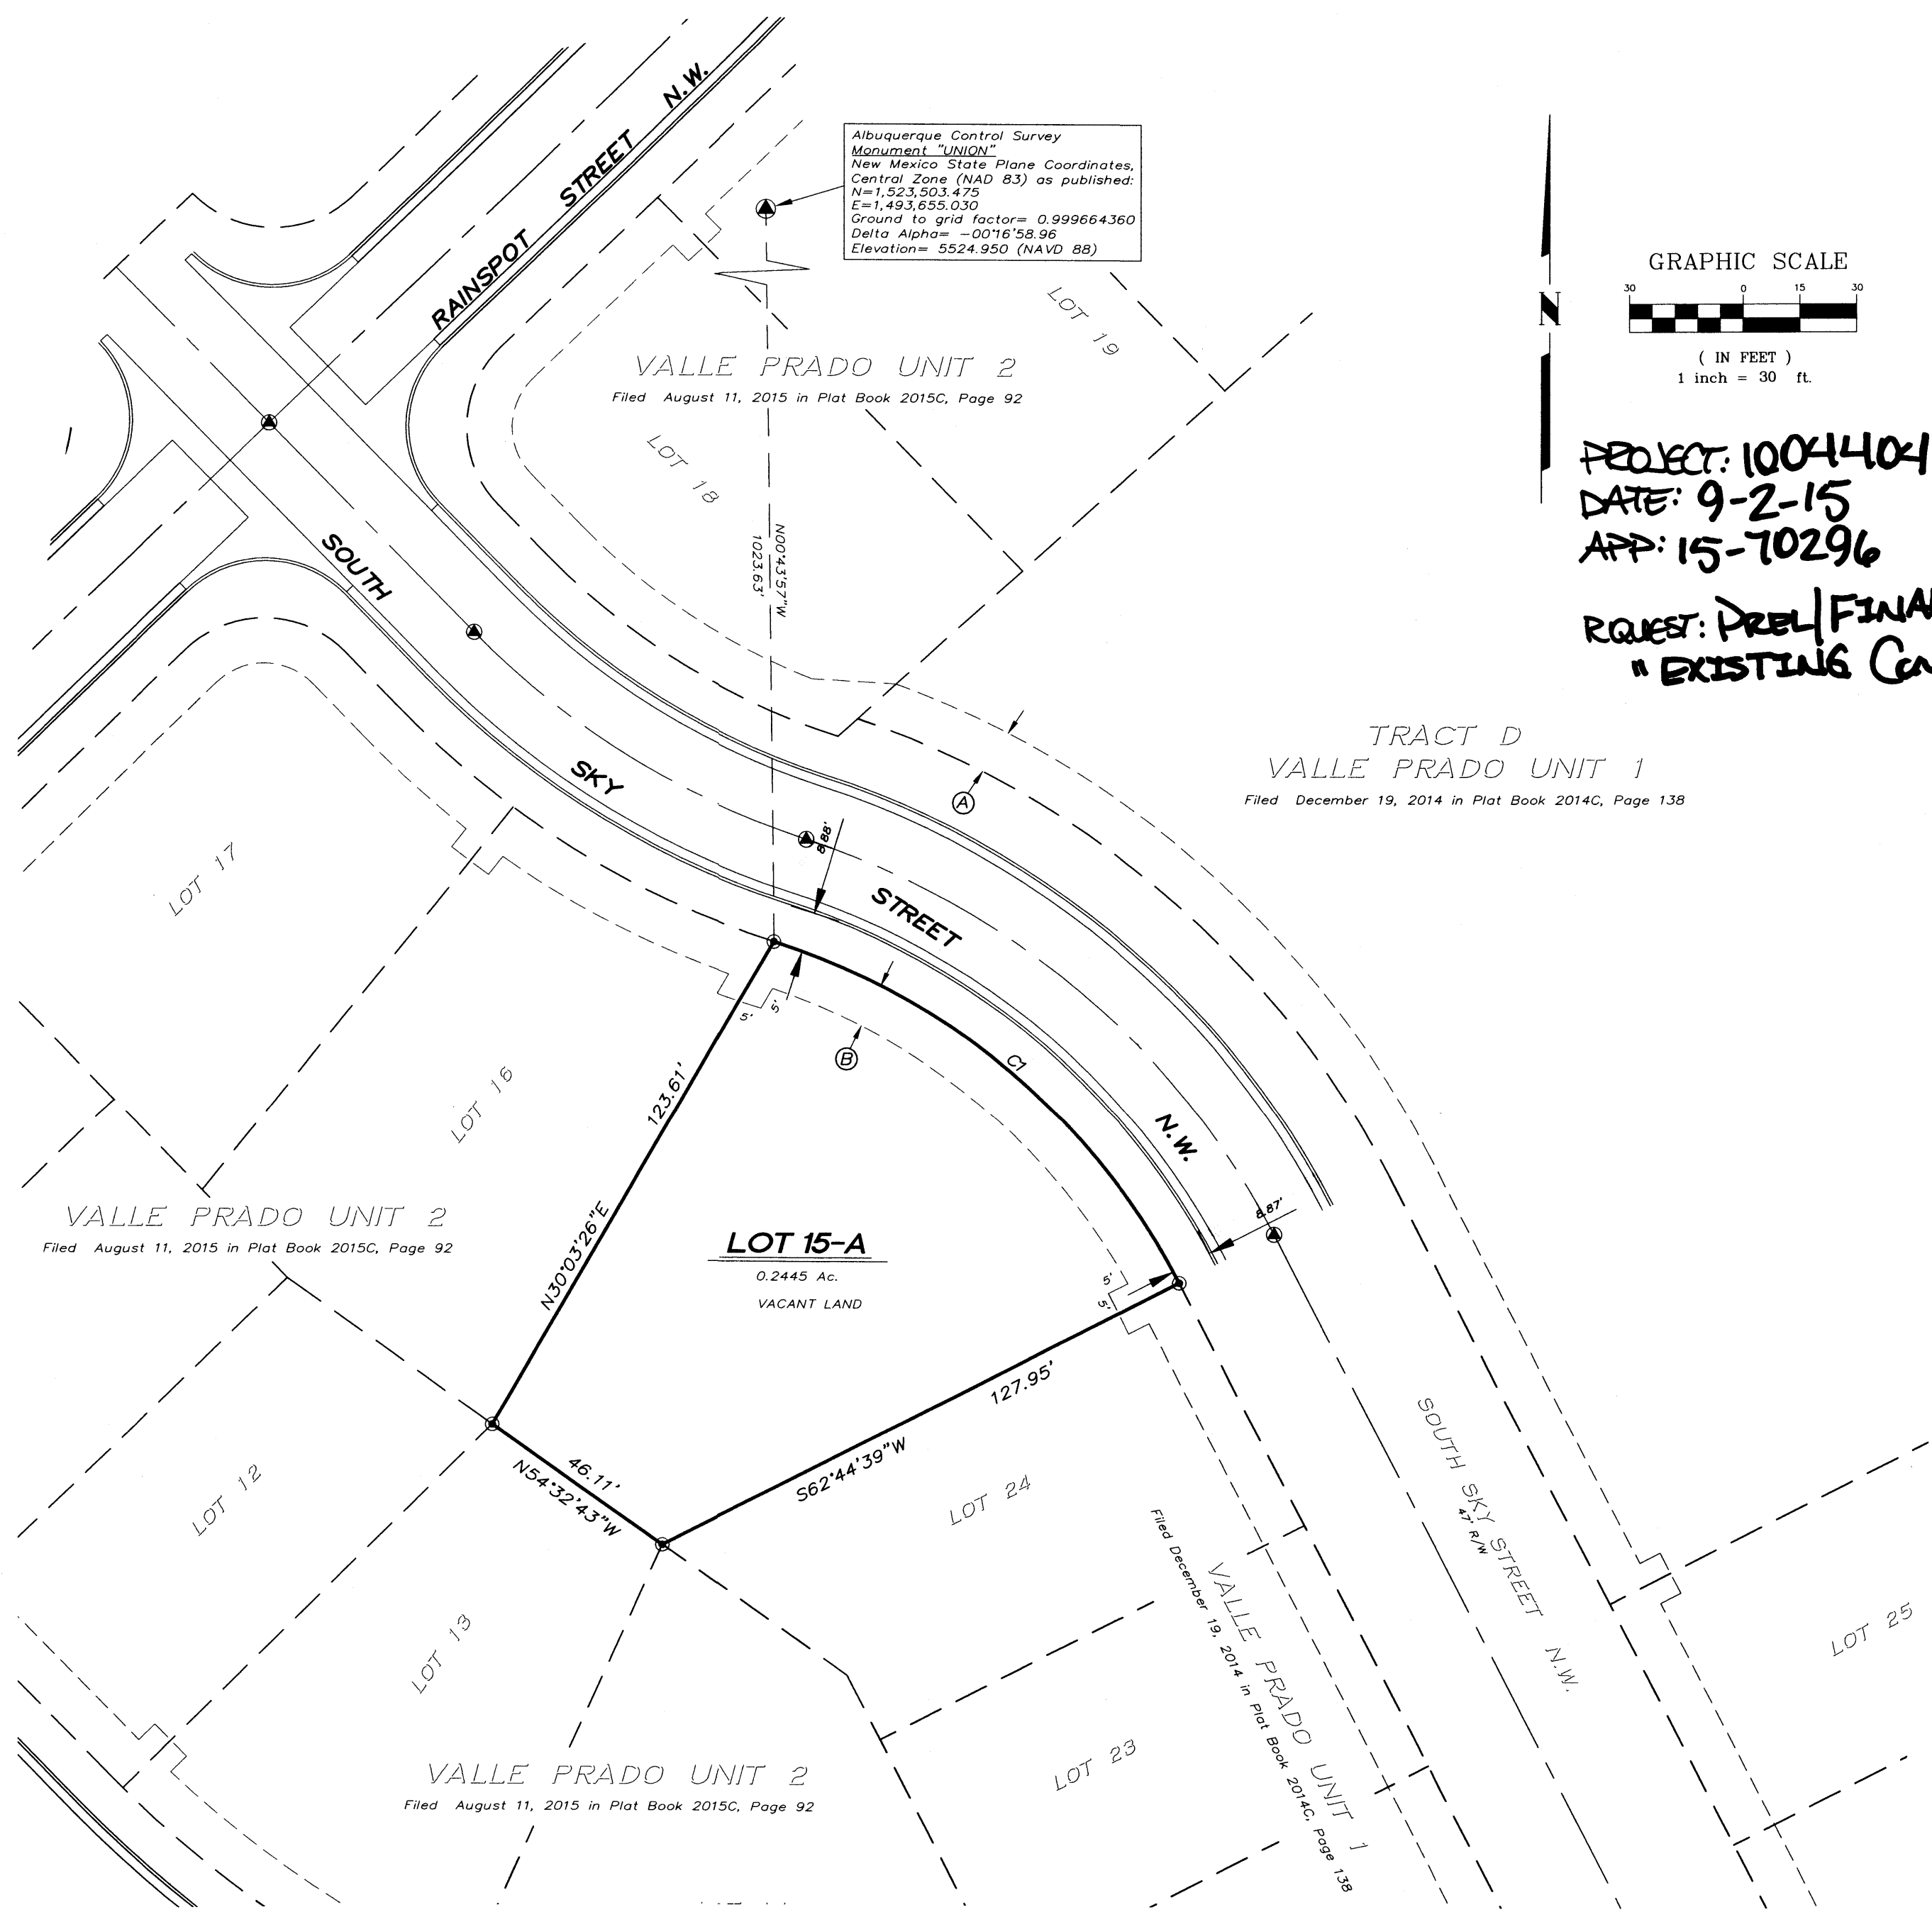 Albuquerque Control Survey
Monument "UNION"
New Mexico State Plane Coordinates,
Central Zone (NAD 83) as published:
N=1,523,503.475
E=1,493,655.030
Ground to grid factor= 0.999664360
Delta Alpha= -00°16'58.96
Elevation= 5524.950 (NAVD 88)
RAINSPOT STREET N.W.
GRAPHIC SCALE
30 0 15 30
( IN FEET )
1 inch = 30 ft.
N
PROJECT: 1004404
DATE: 9-2-15
APP: 15-70296
RQUEST: PREL/FINAL
"EXISTING
LOT 19
VALLE PRADO UNIT 2
Filed August 11, 2015 in Plat Book 2015C, Page 92
LOT 18
N00°43'57"W
1023.63'
SOUTH SKY STREET N.W.
TRACT D
VALLE PRADO UNIT 1
Filed December 19, 2014 in Plat Book 2014C, Page 138
A
8.88'
LOT 17
5'
5'
B
C1
LOT 16
123.61'
N30°03'26"E
VALLE PRADO UNIT 2
Filed August 11, 2015 in Plat Book 2015C, Page 92
LOT 15-A
0.2445 Ac.
VACANT LAND
8.87'
5'
5'
127.95'
S62°44'39"W
46.11'
N54°32'43"W
LOT 12
LOT 24
SOUTH SKY STREET N.W.
47' R/W
LOT 13
LOT 25
VALLE PRADO UNIT 1
Filed December 19, 2014 in Plat Book 2014C, Page 138
LOT 23
VALLE PRADO UNIT 2
Filed August 11, 2015 in Plat Book 2015C, Page 92